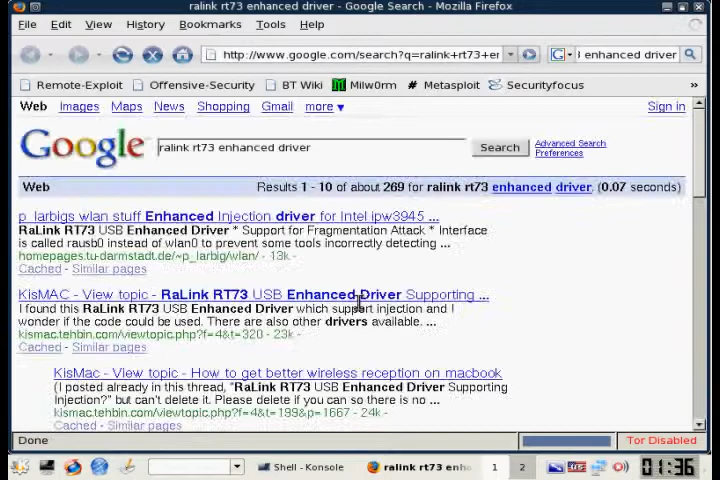 ralink rt73 enhanced driver - Google Search - Mozilla Firefox
File Edit View History Bookmarks Tools Help
http://www.google.com/search?q=ralink+rt73+er
l enhanced driver
Remote-Exploit Offensive-Security BT Wiki Milw0rm Metasploit Securityfocus »
Web Images Maps News Shopping Gmail more ▼ Sign in
Google
ralink rt73 enhanced driver
Search
Advanced Search
Preferences
Web Results 1 - 10 of about 269 for ralink rt73 enhanced driver. (0.07 seconds)
p_larbigs wlan stuff Enhanced Injection driver for Intel ipw3945 ...
RaLink RT73 USB Enhanced Driver * Support for Fragmentation Attack * Interface
is called rausb0 instead of wlan0 to prevent some tools incorrectly detecting ...
homepages.tu-darmstadt.de/~p_larbig/wlan/ - 13k -
Cached - Similar pages
KisMAC - View topic - RaLink RT73 USB Enhanced Driver Supporting ...
I found this RaLink RT73 USB Enhanced Driver which support injection and I
wonder if the code could be used. There are also other drivers available. ...
kismac.tehbin.com/viewtopic.php?f=4&t=320 - 23k -
Cached - Similar pages
KisMac - View topic - How to get better wireless reception on macbook
(I posted already in this thread, "RaLink RT73 USB Enhanced Driver Supporting
Injection?" but can't delete it. Please delete if you can so there is no ...
kismac.tehbin.com/viewtopic.php?f=4&t=199&p=1667 - 24k -
Cached - Similar pages
Done Tor Disabled
Shell - Konsole ralink rt73 enh 1 2 01:36